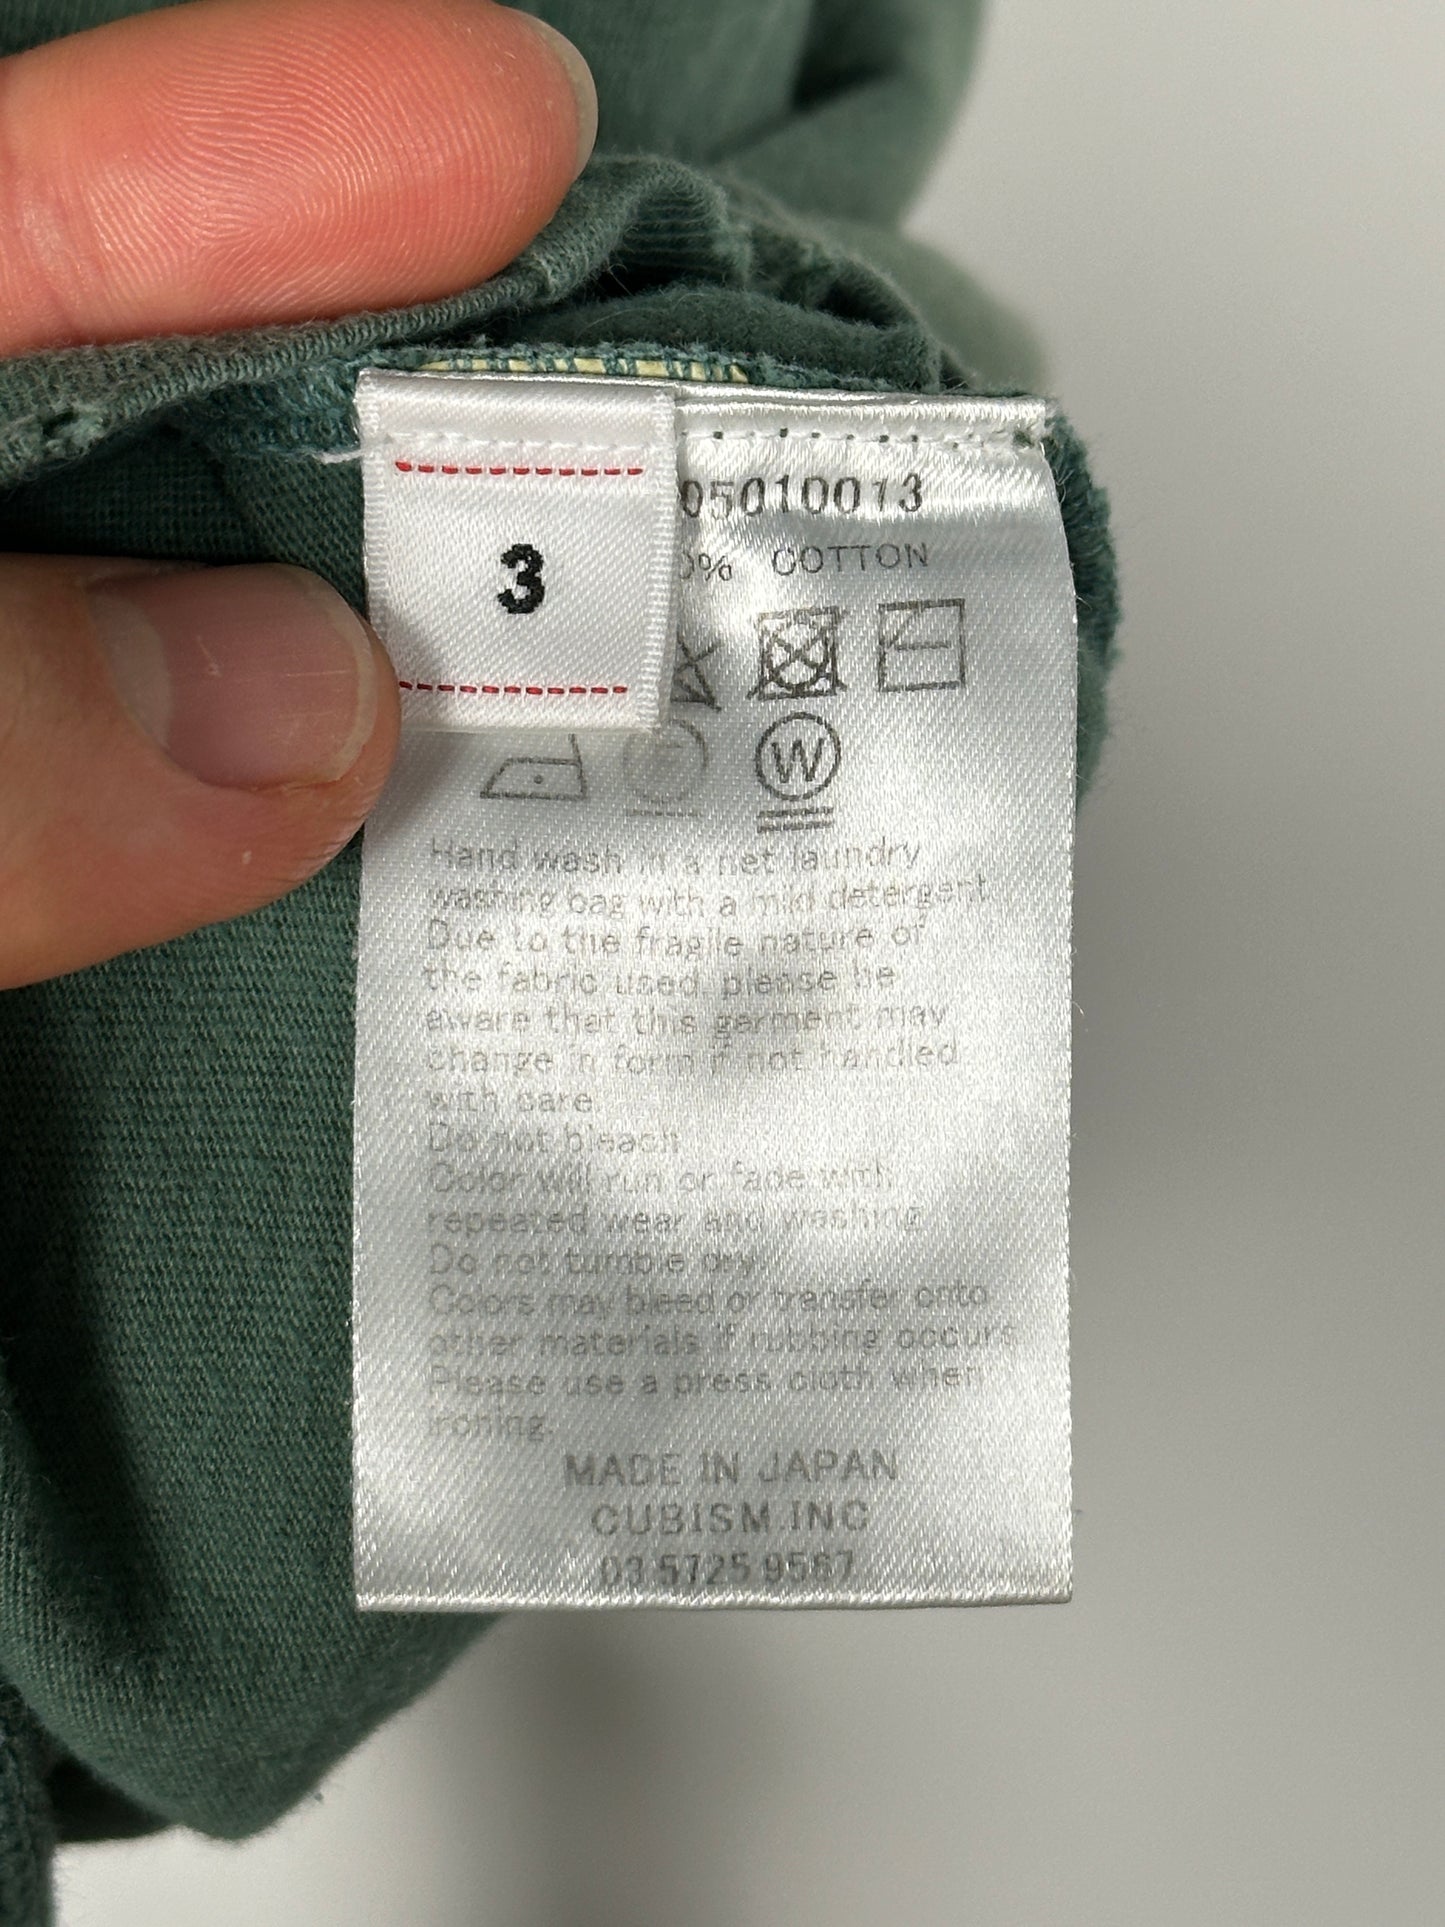 3
05010013
0% COTTON
W
Hand wash in a net laundry
washing bag with a mild detergent.
Due to the fragile nature of
the fabric used, please be
aware that this garment may
change in form if not handled
with care.
Do not bleach.
Color will run or fade with
repeated wear and washing.
Do not tumble dry.
Colors may bleed or transfer onto
other materials if rubbing occurs.
Please use a press cloth when
ironing.
MADE IN JAPAN
CUBISM.INC
03 5725 9567